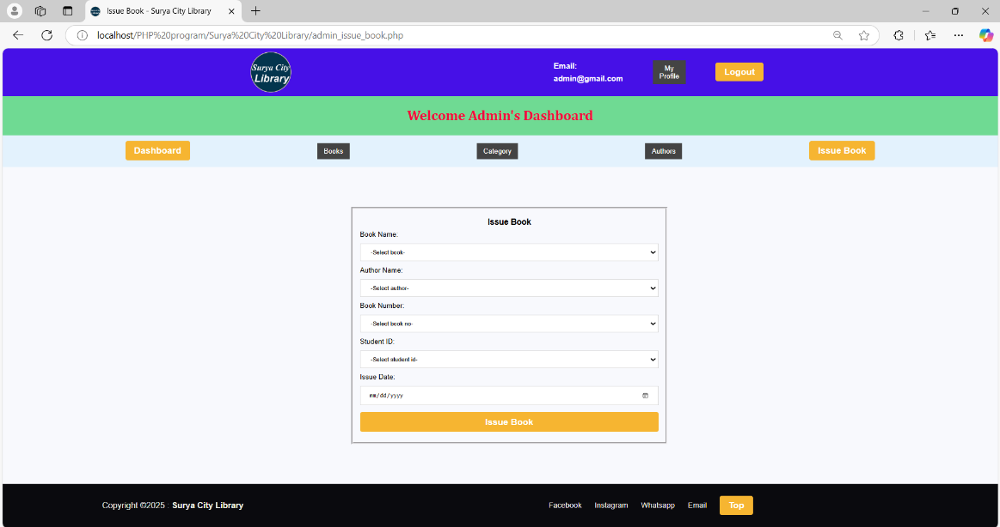 Issue Book - Surya City Library
localhost/PHP%20program/Surya%20City%20Library/admin_issue_book.php
Surya City
Library
Email:
admin@gmail.com
My
Profile
Logout
Welcome Admin's Dashboard
Dashboard
Books
Category
Authors
Issue Book
Issue Book
Book Name:
-Select book-
Author Name:
-Select author-
Book Number:
-Select book no-
Student ID:
-Select student id-
Issue Date:
mm/dd/yyyy
Issue Book
Copyright ©2025 : Surya City Library
Facebook Instagram Whatsapp Email Top